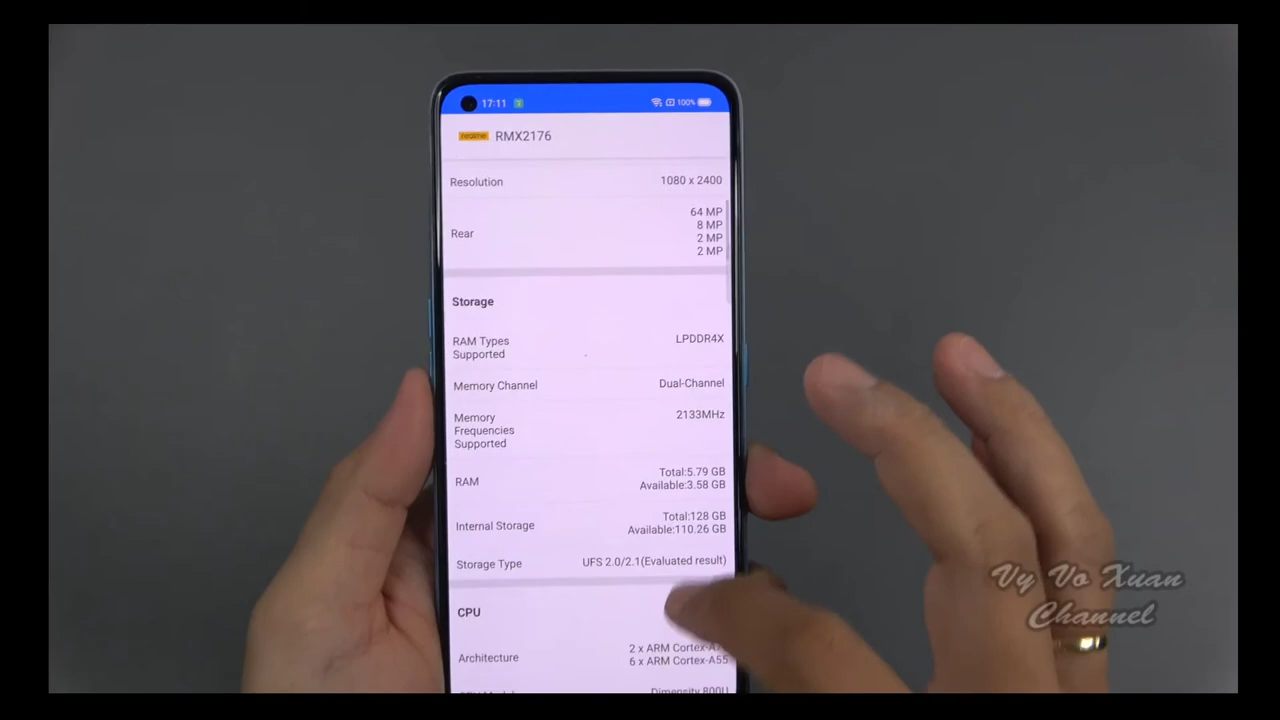 17:11 100%
realme RMX2176
Resolution 1080 x 2400
Rear 64 MP
8 MP
2 MP
2 MP
Storage
RAM Types Supported LPDDR4X
Memory Channel Dual-Channel
Memory Frequencies Supported 2133MHz
RAM Total:5.79 GB
Available:3.58 GB
Internal Storage Total:128 GB
Available:110.26 GB
Storage Type UFS 2.0/2.1(Evaluated result)
CPU
Architecture 2 x ARM
6 x ARM Cortex-A55
Dimensity 800U
Vy Vo Xuan
Channel